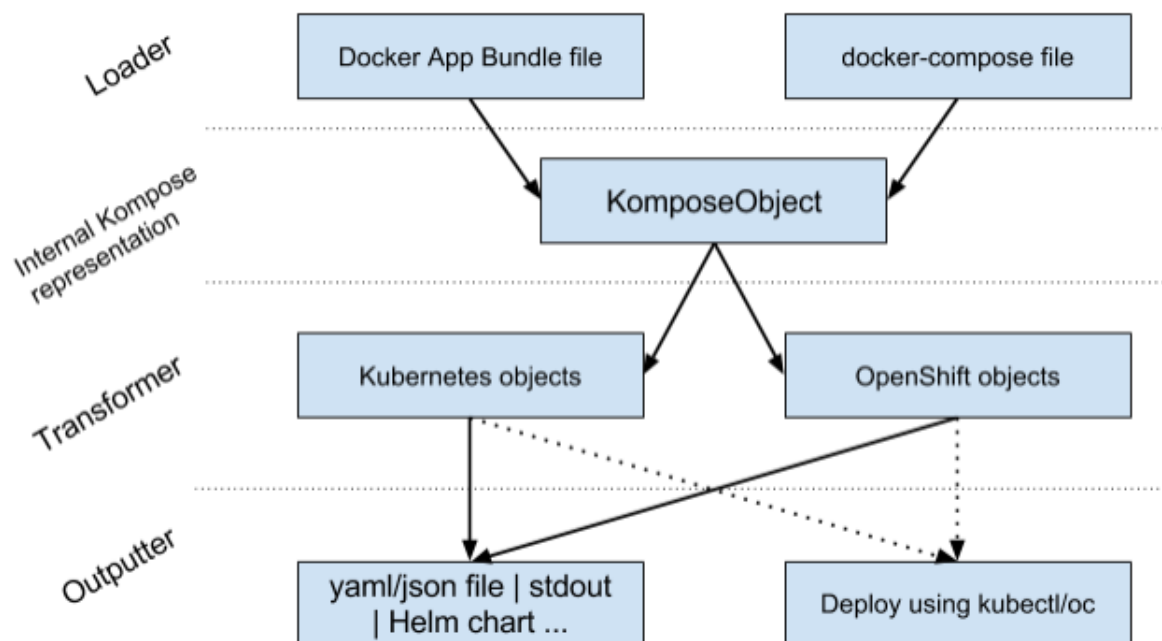 Loader
Docker App Bundle file
docker-compose file
Internal Kompose
representation
KomposeObject
Transformer
Kubernetes objects
OpenShift objects
Outputter
yaml/json file | stdout
| Helm chart ...
Deploy using kubectl/oc